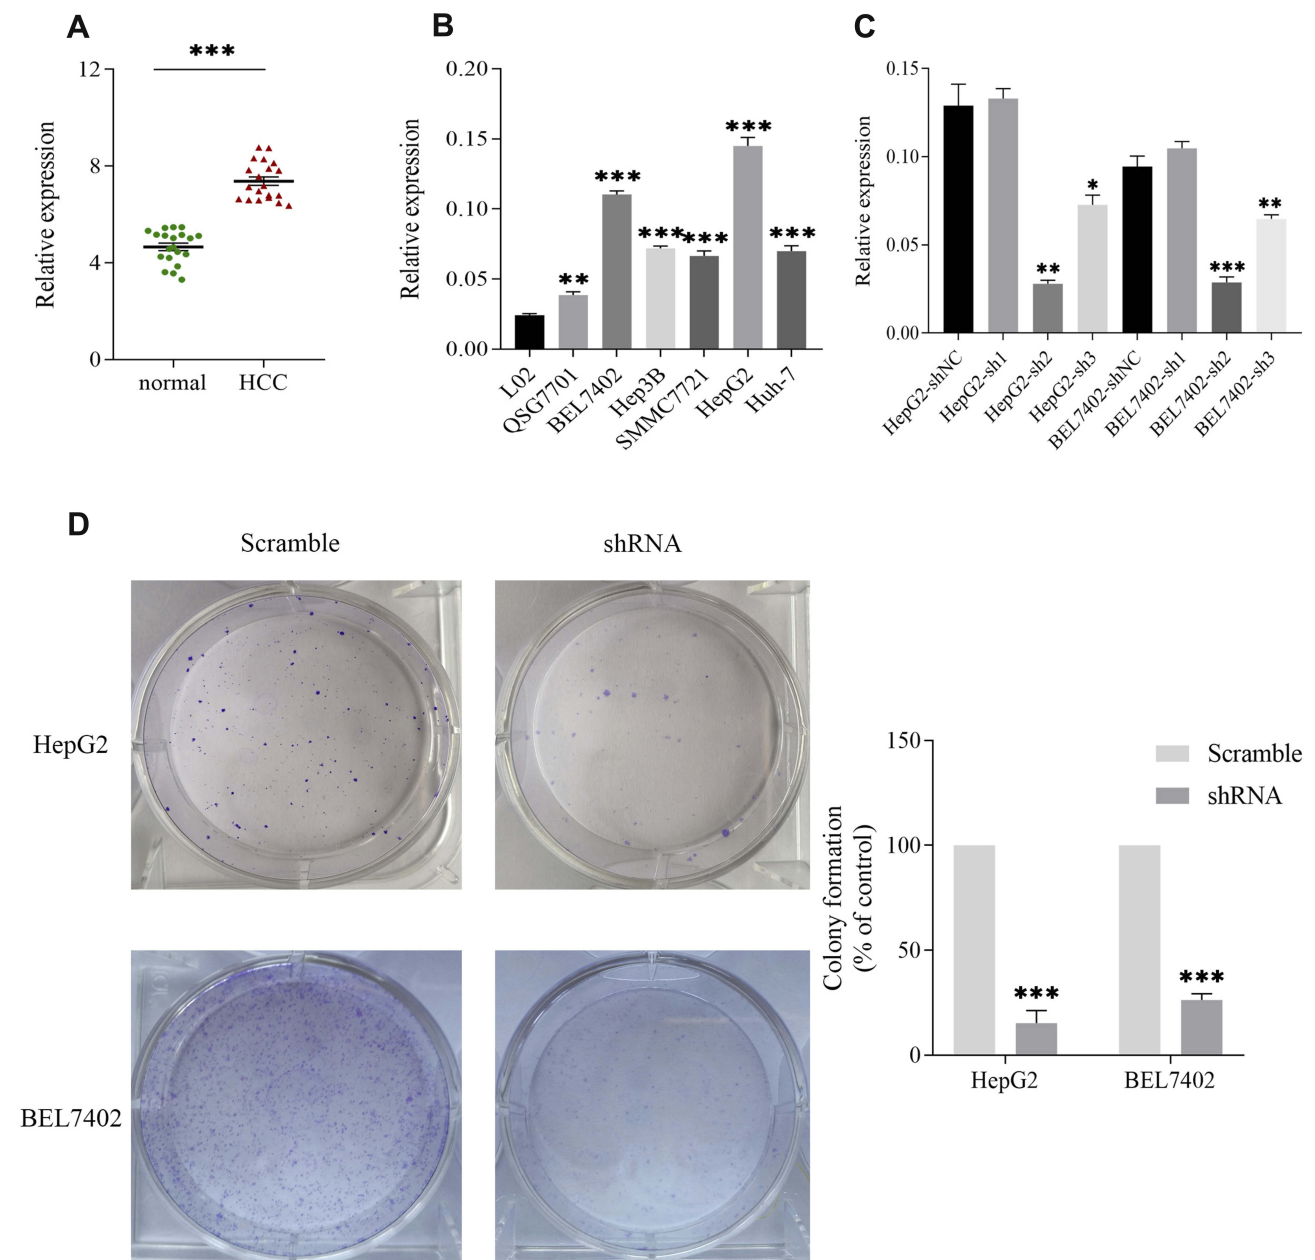 A
***
Relative expression
12
8
4
0
normal
HCC
B
Relative expression
0.20
0.15
0.10
0.05
0.00
**
***
***
***
***
***
L02
QSG7701
BEL7402
Hep3B
SMMC7721
HepG2
Huh-7
C
Relative expression
0.15
0.10
0.05
0.00
**
*
***
**
HepG2-shNC
HepG2-sh1
HepG2-sh2
HepG2-sh3
BEL7402-shNC
BEL7402-sh1
BEL7402-sh2
BEL7402-sh3
D
Scramble
shRNA
HepG2
BEL7402
Colony formation
(% of control)
150
100
50
0
Scramble
shRNA
***
***
HepG2
BEL7402